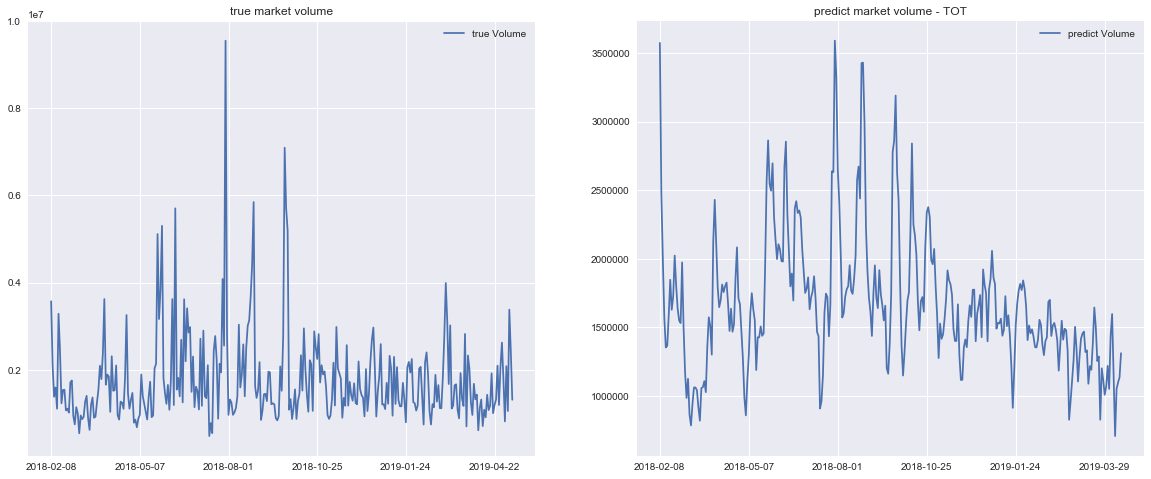 true market volume
1e7
true Volume
1.0
0.8
0.6
0.4
0.2
2018-02-08 2018-05-07 2018-08-01 2018-10-25 2019-01-24 2019-04-22
predict market volume - TOT
predict Volume
3500000
3000000
2500000
2000000
1500000
1000000
2018-02-08 2018-05-07 2018-08-01 2018-10-25 2019-01-24 2019-03-29